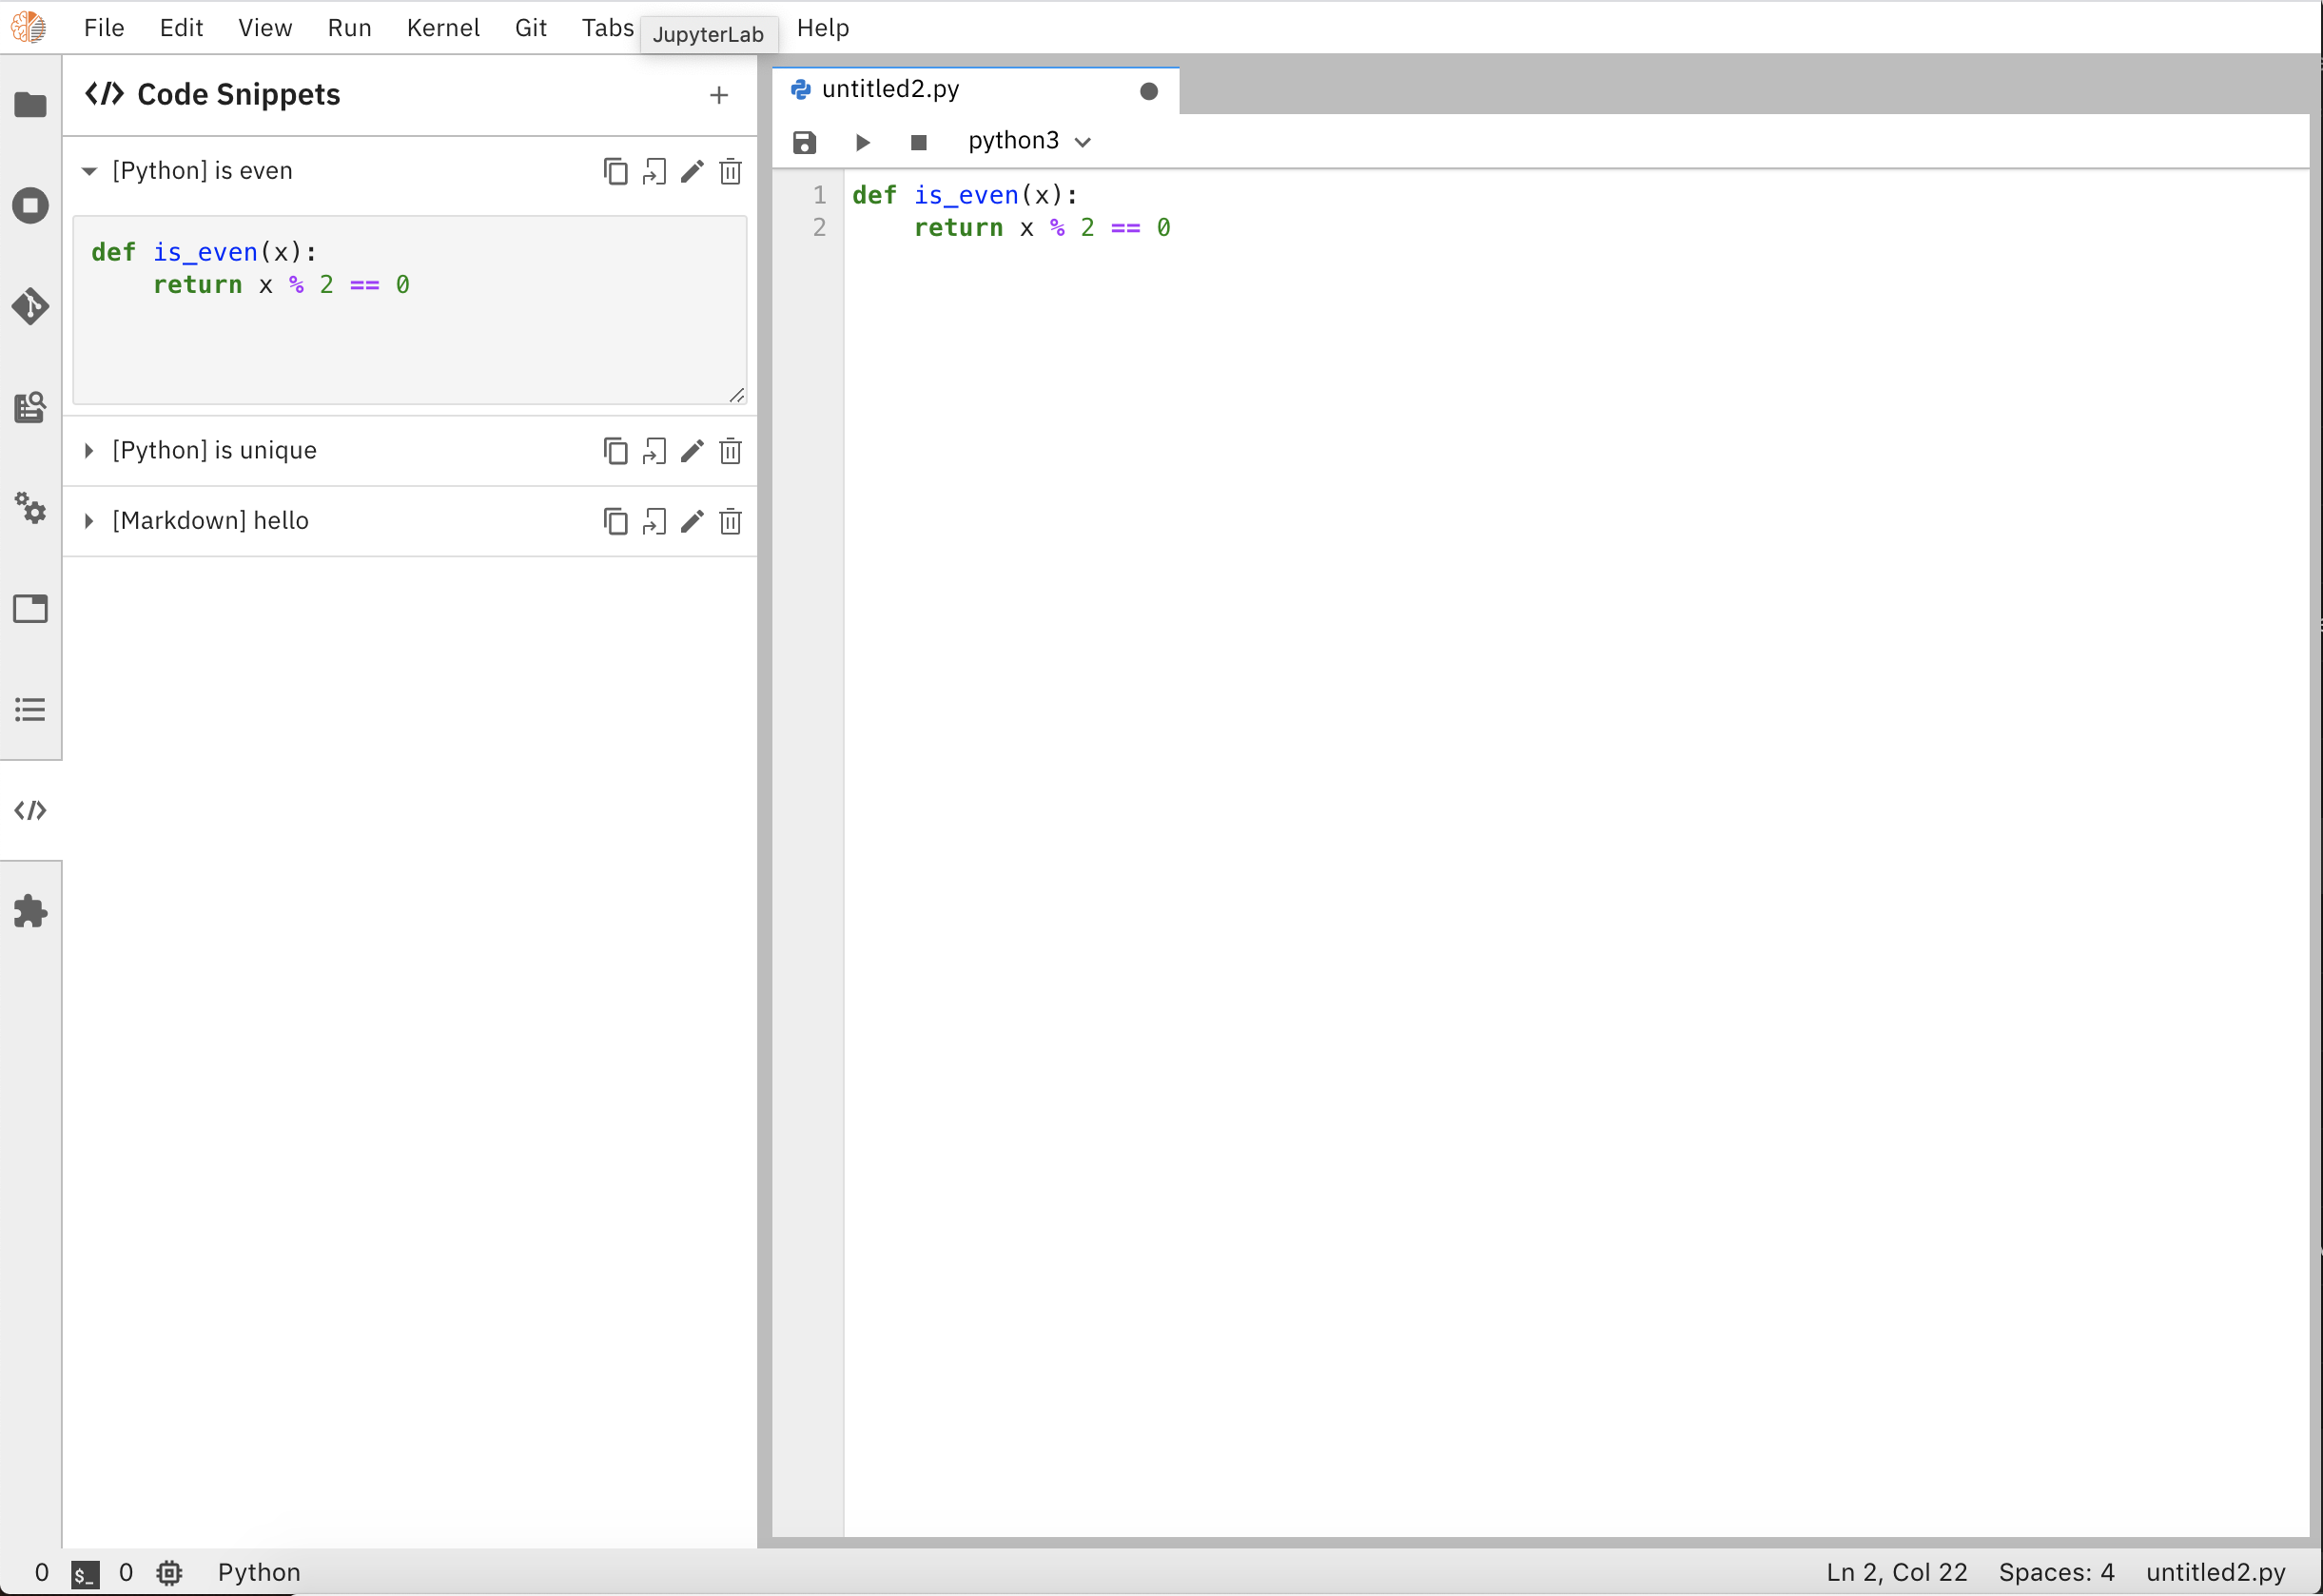 File Edit View Run Kernel Git Tabs JupyterLab Help
</> Code Snippets +
[Python] is even
def is_even(x):
    return x % 2 == 0
[Python] is unique
[Markdown] hello
untitled2.py
python3
1 def is_even(x):
2     return x % 2 == 0
0 $_ 0 Python Ln 2, Col 22 Spaces: 4 untitled2.py